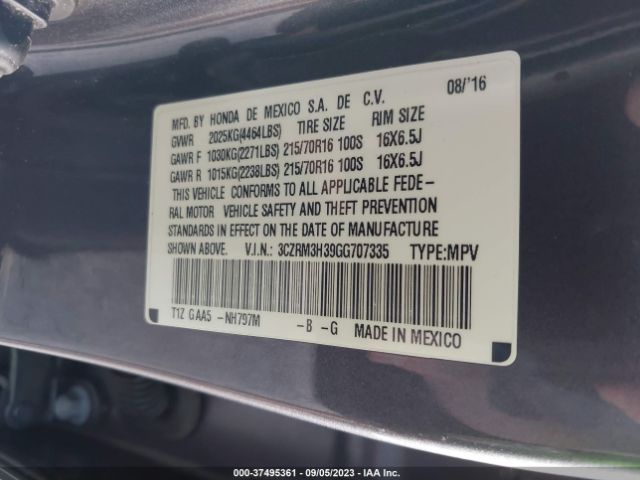 08/'16
MFD. BY HONDA DE MEXICO S.A. DE C.V.
GVWR 2025KG(4464LBS) TIRE SIZE RIM SIZE
GAWR F 1030KG(2271LBS) 215/70R16 100S 16X6.5J
GAWR R 1015KG(2238LBS) 215/70R16 100S 16X6.5J
THIS VEHICLE CONFORMS TO ALL APPLICABLE FEDE-
RAL MOTOR VEHICLE SAFETY AND THEFT PREVENTION
STANDARDS IN EFFECT ON THE DATE OF MANUFACTURE
SHOWN ABOVE. V.I.N.: 3CZRM3H39GG707335 TYPE:MPV
T1Z GAA5 -NH797M -B -G MADE IN MEXICO
000-37495361 - 09/05/2023 - IAA Inc.